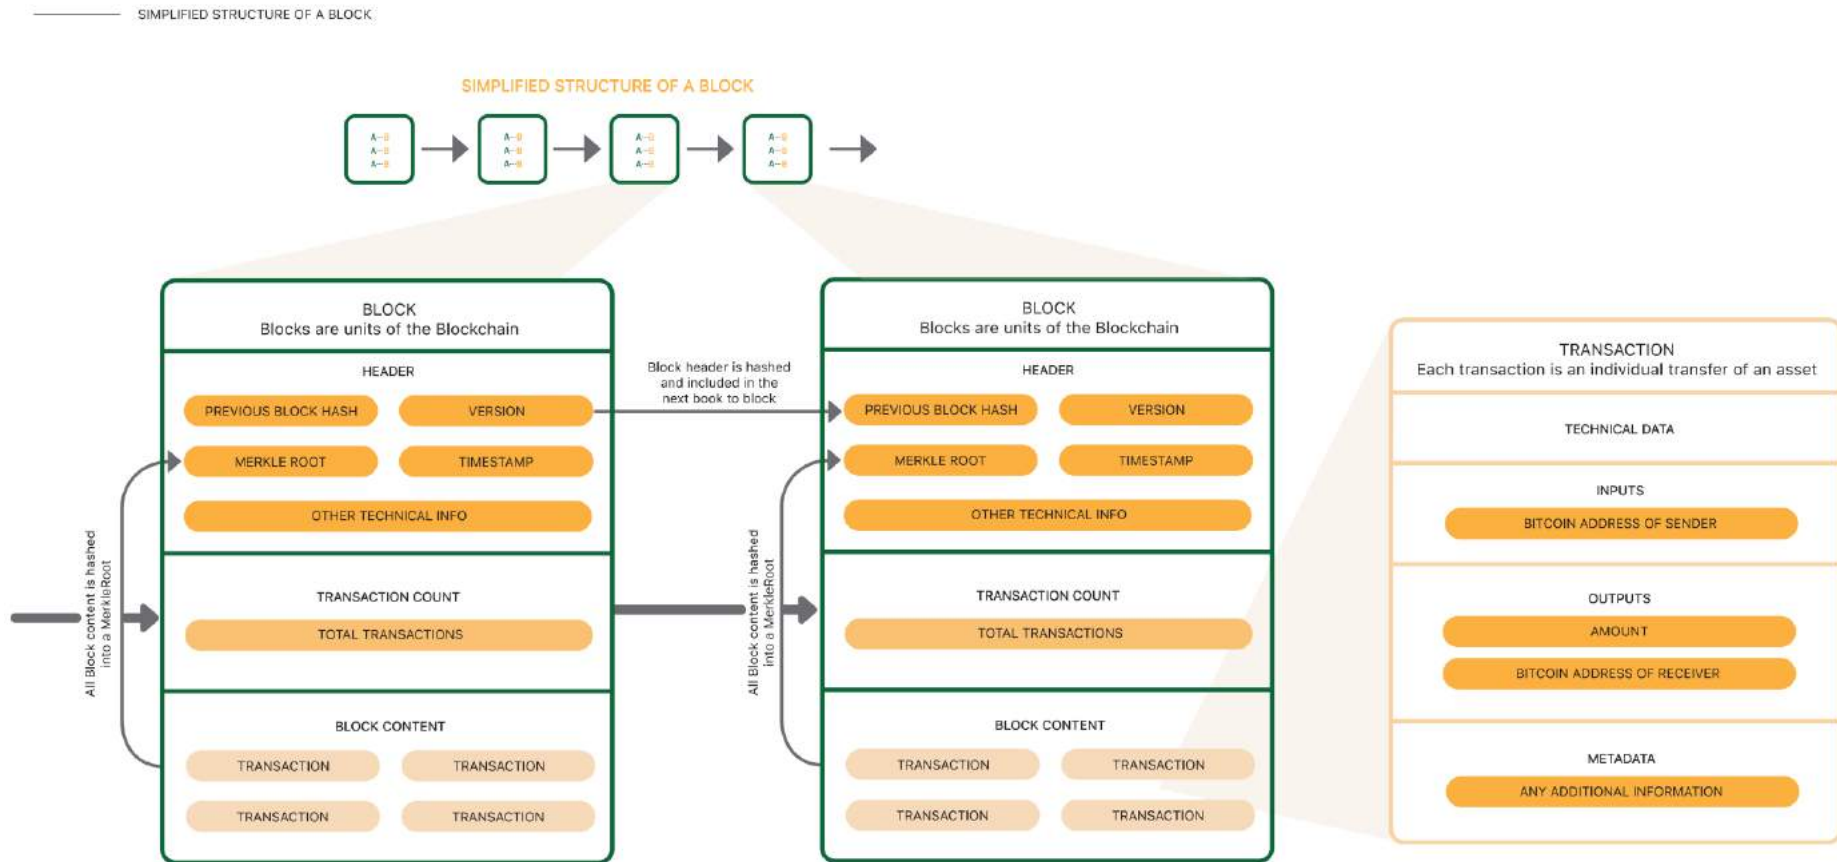 SIMPLIFIED STRUCTURE OF A BLOCK
SIMPLIFIED STRUCTURE OF A BLOCK
BLOCK
Blocks are units of the Blockchain
HEADER
PREVIOUS BLOCK HASH
VERSION
MERKLE ROOT
TIMESTAMP
OTHER TECHNICAL INFO
TRANSACTION COUNT
TOTAL TRANSACTIONS
BLOCK CONTENT
TRANSACTION
TRANSACTION
TRANSACTION
TRANSACTION
All Block content is hashed
into a MerkleRoot
Block header is hashed
and included in the
next book to block
BLOCK
Blocks are units of the Blockchain
HEADER
PREVIOUS BLOCK HASH
VERSION
MERKLE ROOT
TIMESTAMP
OTHER TECHNICAL INFO
TRANSACTION COUNT
TOTAL TRANSACTIONS
BLOCK CONTENT
TRANSACTION
TRANSACTION
TRANSACTION
TRANSACTION
All Block content is hashed
into a MerkleRoot
TRANSACTION
Each transaction is an individual transfer of an asset
TECHNICAL DATA
INPUTS
BITCOIN ADDRESS OF SENDER
OUTPUTS
AMOUNT
BITCOIN ADDRESS OF RECEIVER
METADATA
ANY ADDITIONAL INFORMATION